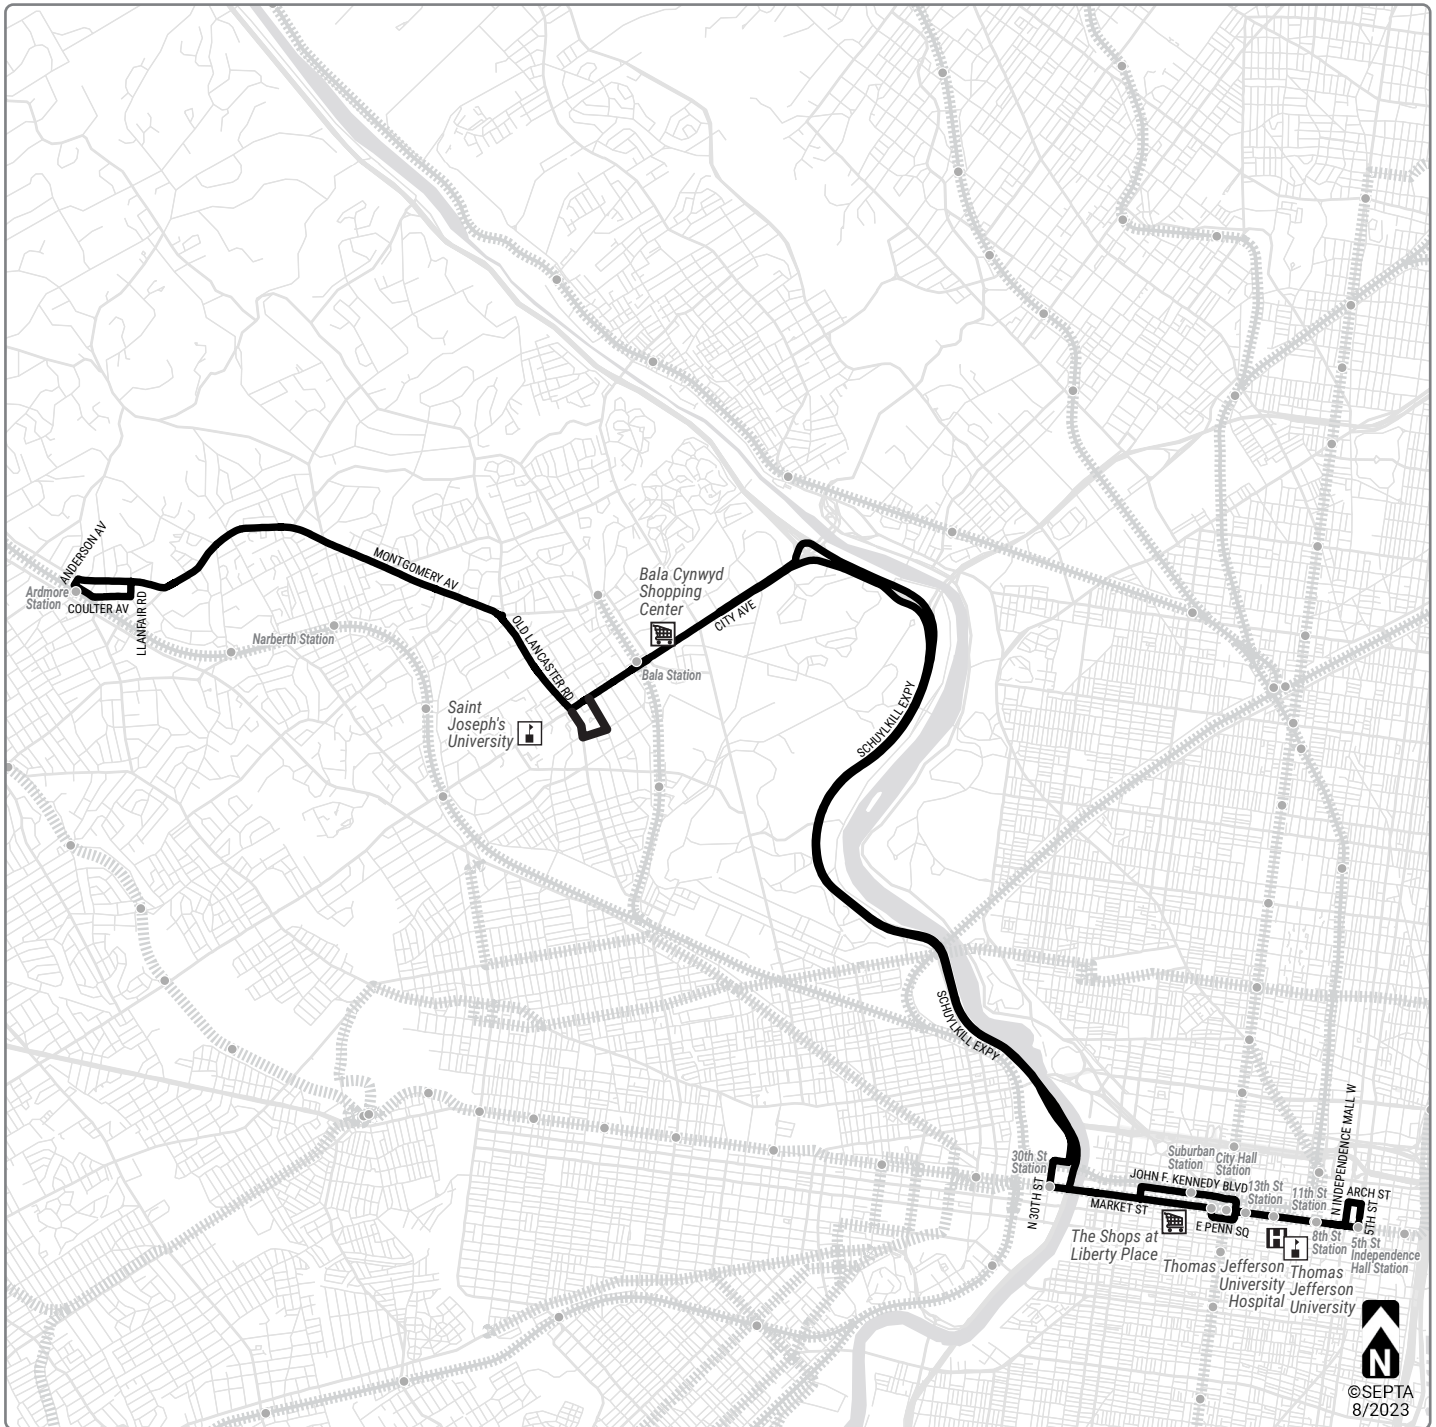 ANDERSON AV
Ardmore
Station
COULTER AV
LLANFAIR RD
Narberth Station
MONTGOMERY AV
OLD LANCASTER RD
Bala Cynwyd
Shopping
Center
CITY AVE
Bala Station
Saint
Joseph's
University
SCHUYLKILL EXPY
SCHUYLKILL EXPY
30th St
Station
N 30TH ST
MARKET ST
JOHN F. KENNEDY BLVD
Suburban
Station
City Hall
Station
13th St
Station
11th St
Station
N INDEPENDENCE MALL W
ARCH ST
5TH ST
E PENN SQ
8th St
Station
5th St
Independence
Hall Station
The Shops at
Liberty Place
H
Thomas Jefferson
University
Hospital
Thomas
Jefferson
University
N
©SEPTA
8/2023